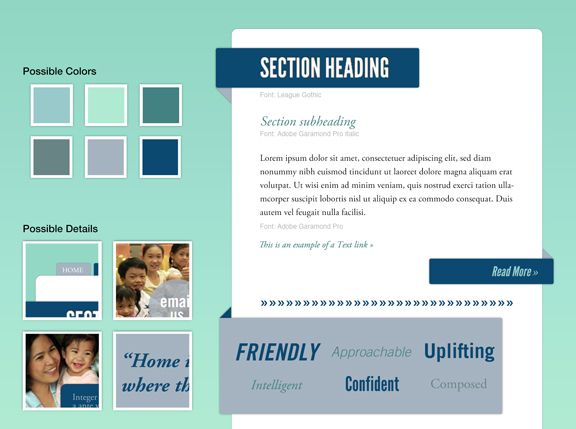 Possible Colors
Possible Details
HOME
SECT
email
US
Integer
a ante v
“Home i
where th
SECTION HEADING
Font: League Gothic
Section subheading
Font: Adobe Garamond Pro Italic
Lorem ipsum dolor sit amet, consectetuer adipiscing elit, sed diam
nonummy nibh euismod tincidunt ut laoreet dolore magna aliquam erat
volutpat. Ut wisi enim ad minim veniam, quis nostrud exerci tation ulla-
mcorper suscipit lobortis nisl ut aliquip ex ea commodo consequat. Duis
autem vel feugait nulla facilisi.
Font: Adobe Garamond Pro
This is an example of a Text link »
Read More »
»»»»»»»»»»»»»»»»»»»»»»»»»»»»»»
FRIENDLY Approachable Uplifting
Intelligent Confident Composed